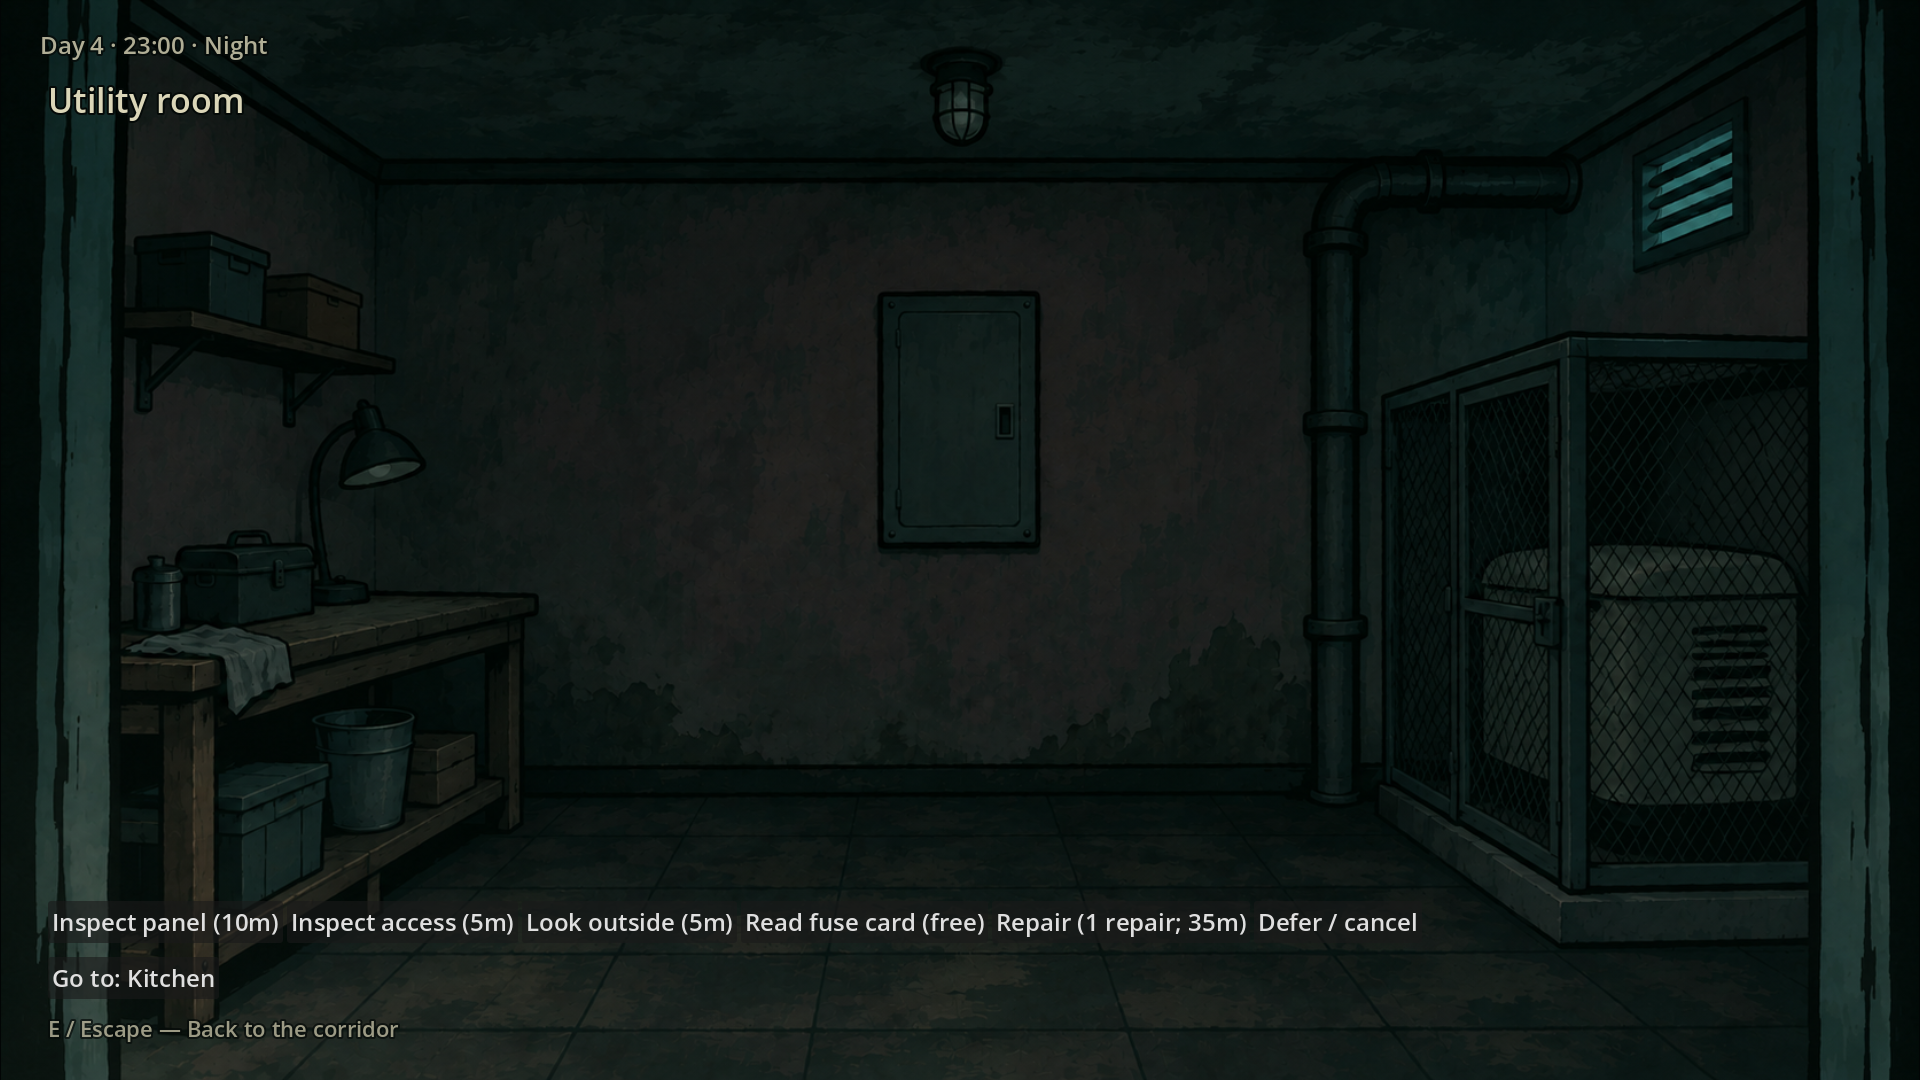 Day 4 · 23:00 · Night
Utility room
Inspect panel (10m) Inspect access (5m) Look outside (5m) Read fuse card (free) Repair (1 repair; 35m) Defer / cancel
Go to: Kitchen
E / Escape — Back to the corridor